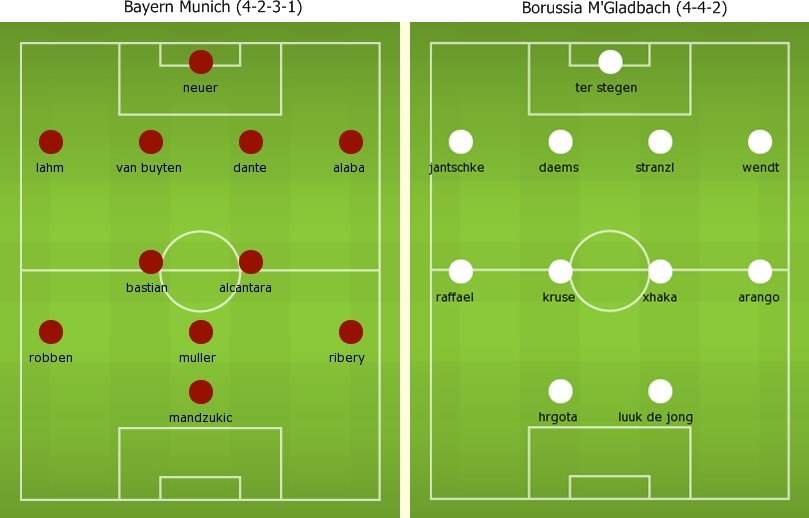 Bayern Munich (4-2-3-1)
neuer
lahm van buyten dante alaba
bastian alcantara
robben muller ribery
mandzukic
Borussia M'Gladbach (4-4-2)
ter stegen
jantschke daems stranzl wendt
raffael kruse xhaka arango
hrgota luuk de jong